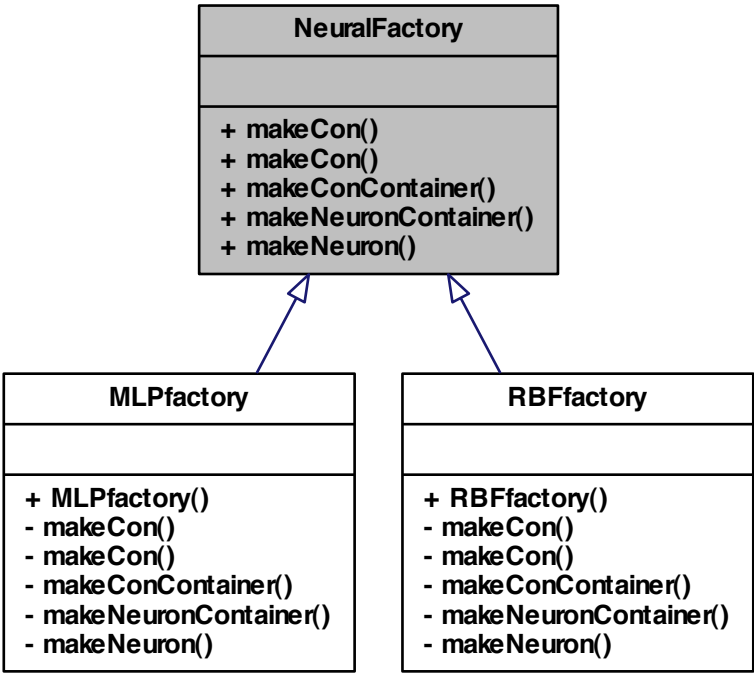 NeuralFactory
+ makeCon()
+ makeCon()
+ makeConContainer()
+ makeNeuronContainer()
+ makeNeuron()
MLPfactory
+ MLPfactory()
- makeCon()
- makeCon()
- makeConContainer()
- makeNeuronContainer()
- makeNeuron()
RBFfactory
+ RBFfactory()
- makeCon()
- makeCon()
- makeConContainer()
- makeNeuronContainer()
- makeNeuron()